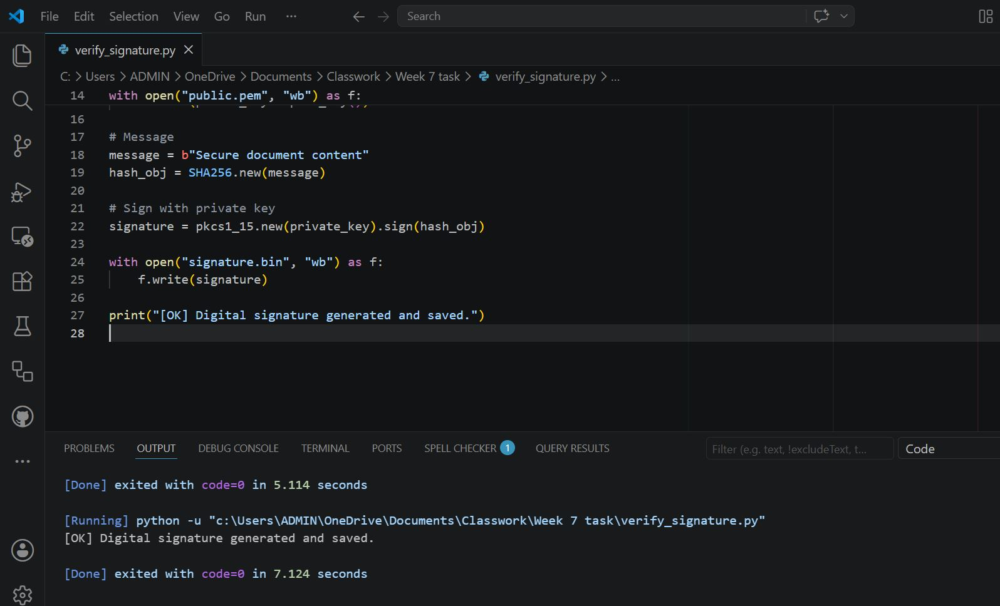 File Edit Selection View Go Run ··· Search
verify_signature.py
C: > Users > ADMIN > OneDrive > Documents > Classwork > Week 7 task > verify_signature.py > ...
14 with open("public.pem", "wb") as f:
16
17 # Message
18 message = b"Secure document content"
19 hash_obj = SHA256.new(message)
20
21 # Sign with private key
22 signature = pkcs1_15.new(private_key).sign(hash_obj)
23
24 with open("signature.bin", "wb") as f:
25 f.write(signature)
26
27 print("[OK] Digital signature generated and saved.")
28
PROBLEMS OUTPUT DEBUG CONSOLE TERMINAL PORTS SPELL CHECKER 1 QUERY RESULTS Filter (e.g. text, !excludeText, t... Code
[Done] exited with code=0 in 5.114 seconds
[Running] python -u "c:\Users\ADMIN\OneDrive\Documents\Classwork\Week 7 task\verify_signature.py"
[OK] Digital signature generated and saved.
[Done] exited with code=0 in 7.124 seconds